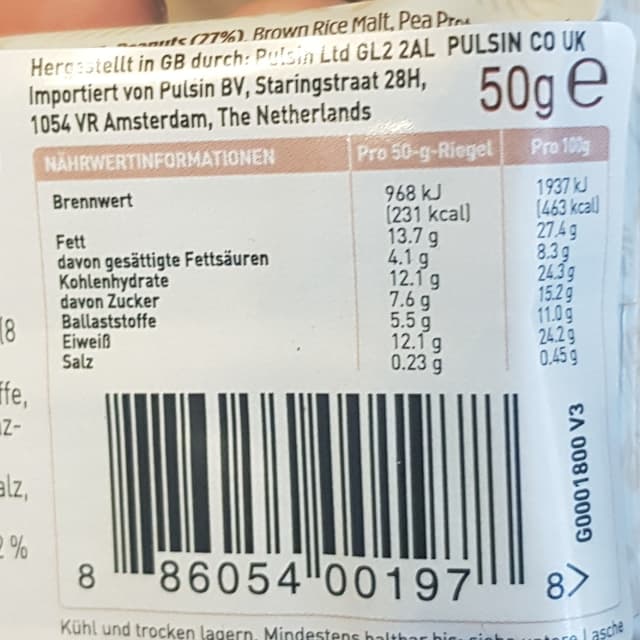 (77%), Brown Rice Malt, Pea
Hergestellt in GB durch: Pulsin Ltd GL2 2AL PULSIN CO UK
Importiert von Pulsin BV, Staringstraat 28H,
1054 VR Amsterdam, The Netherlands
50g e
NÄHRWERTINFORMATIONEN Pro 50-g-Riegel Pro 100g
Brennwert 968 kJ 1937 kJ
(231 kcal) (463 kcal)
Fett 13.7 g 27.4 g
davon gesättigte Fettsäuren 4.1 g 8.3 g
Kohlenhydrate 12.1 g 24.3 g
davon Zucker 7.6 g 15.2 g
Ballaststoffe 5.5 g 11.0 g
Eiweiß 12.1 g 24.2 g
Salz 0.23 g 0.45 g
G0001800 V3
8 86054 00197 8>
Kühl und trocken lagern. Mindestens haltbar